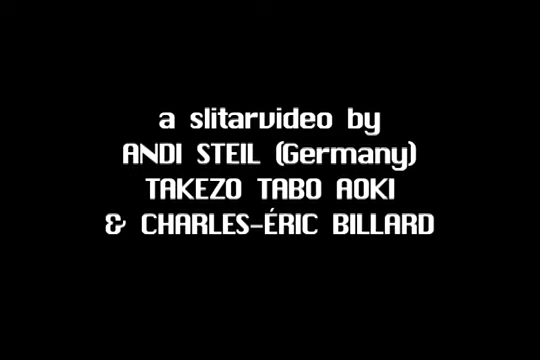 a slitarvideo by
ANDI STEIL (Germany)
TAKEZO TABO AOKI
& CHARLES-ÉRIC BILLARD